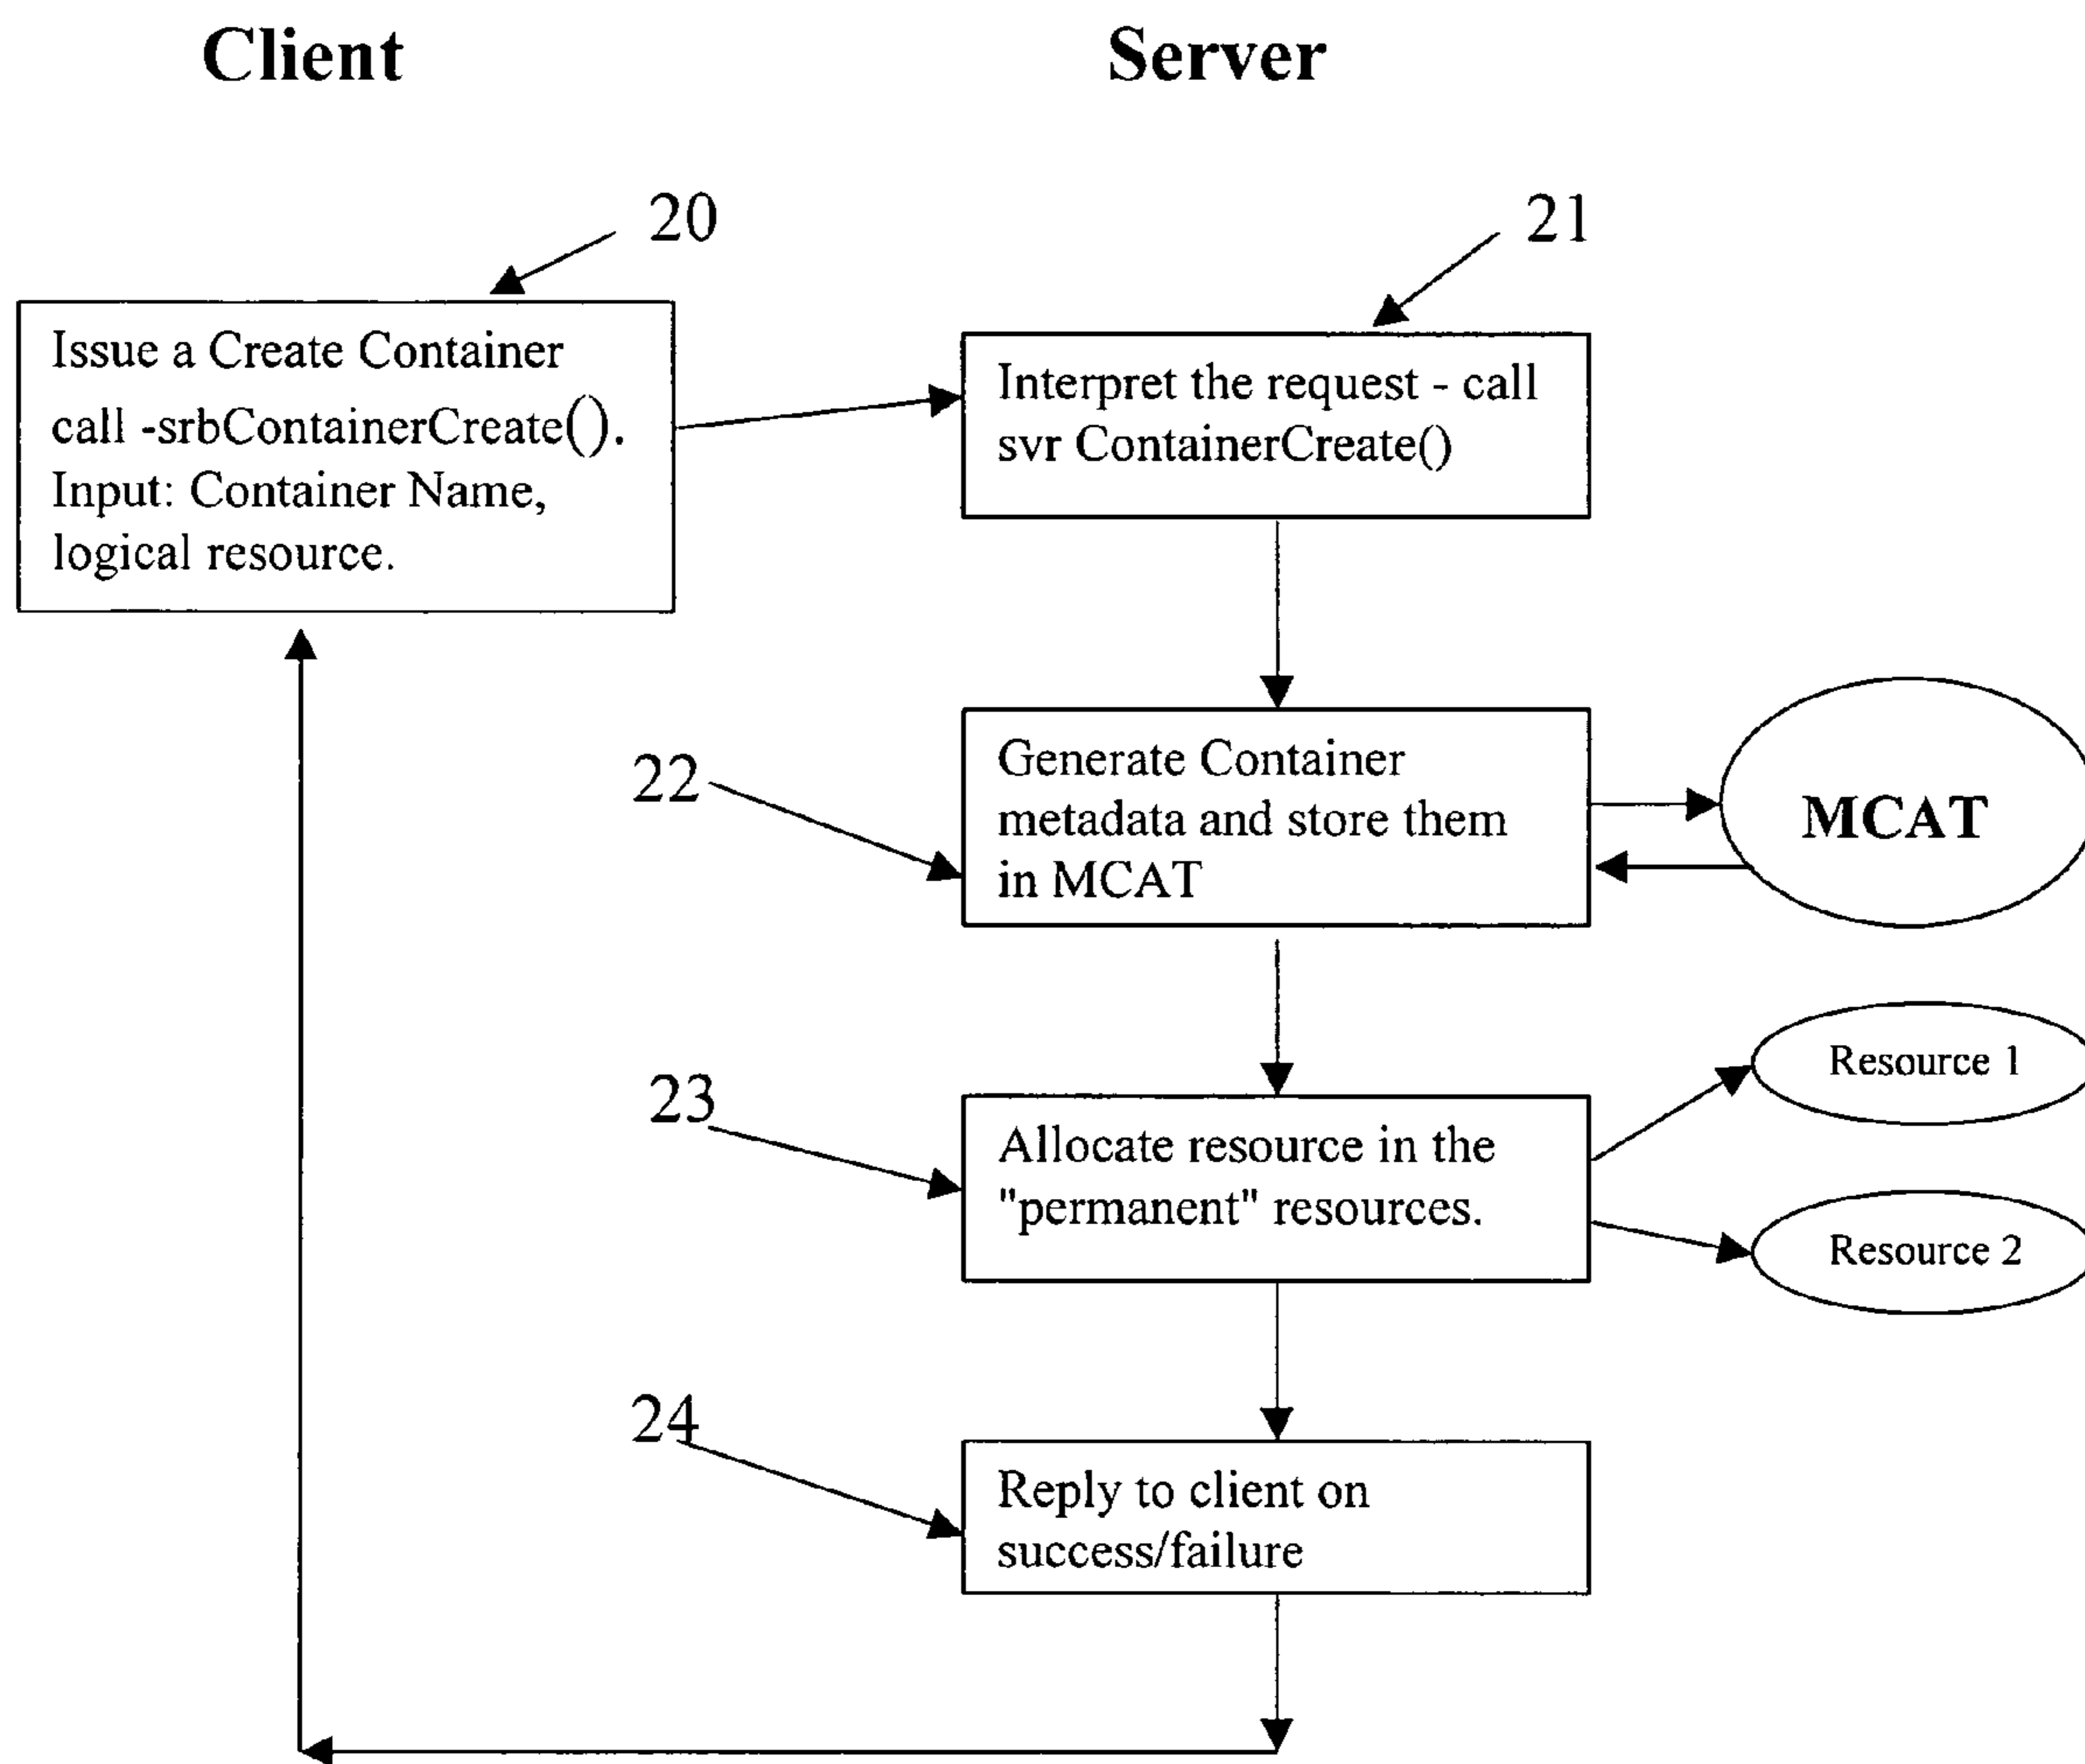 Client
Server
20
21
Issue a Create Container
call -srbContainerCreate().
Input: Container Name,
logical resource.
Interpret the request - call
svr ContainerCreate()
22
Generate Container
metadata and store them
in MCAT
MCAT
23
Allocate resource in the
"permanent" resources.
Resource 1
Resource 2
24
Reply to client on
success/failure